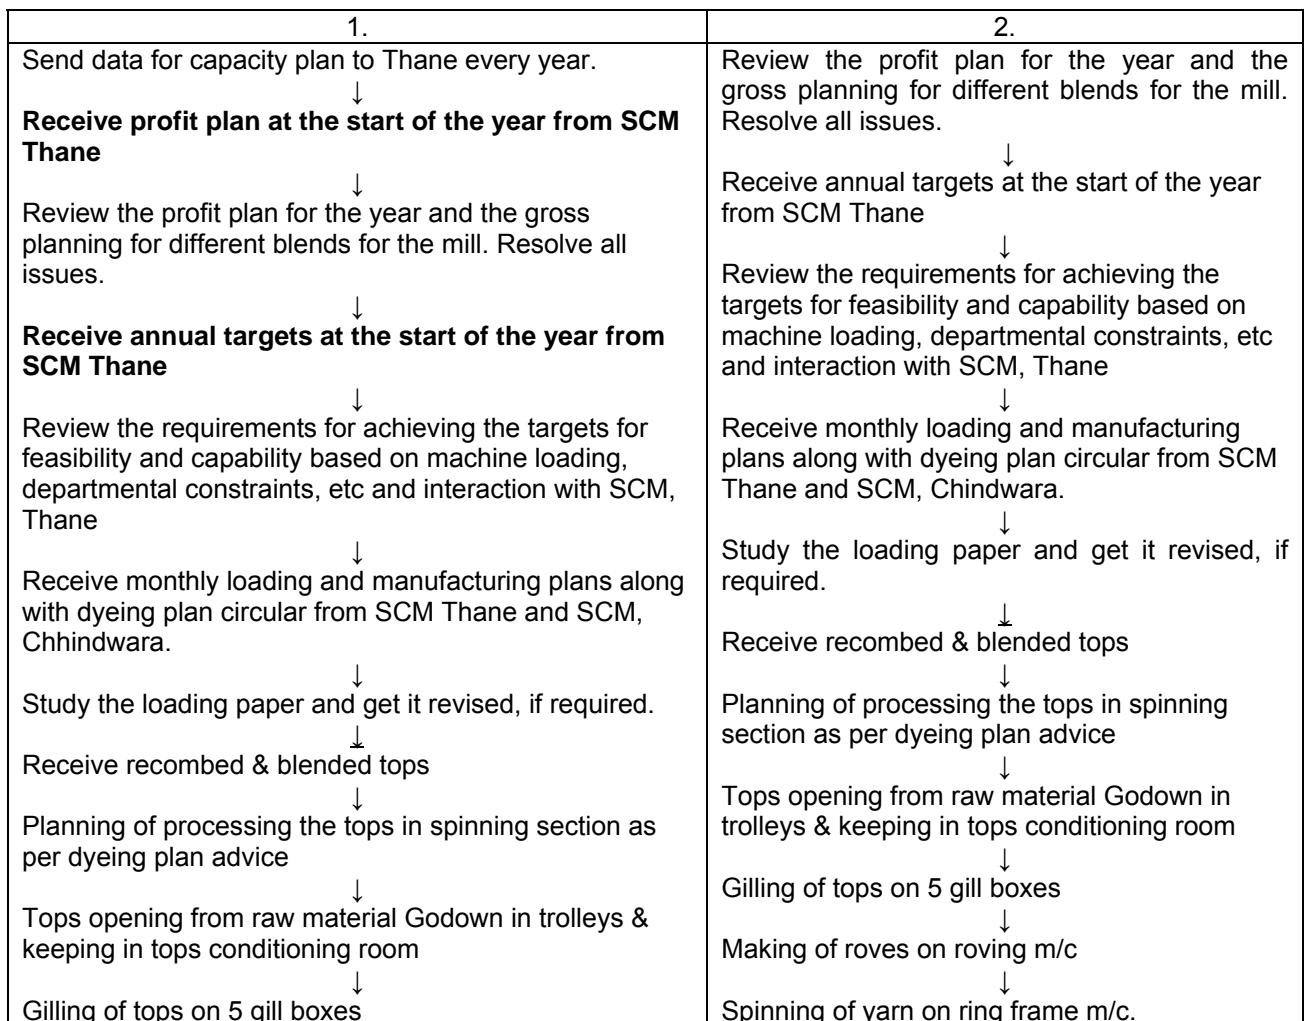 1.
Send data for capacity plan to Thane every year.
↓
Receive profit plan at the start of the year from SCM
Thane
↓
Review the profit plan for the year and the gross
planning for different blends for the mill. Resolve all
issues.
↓
Receive annual targets at the start of the year from
SCM Thane
↓
Review the requirements for achieving the targets for
feasibility and capability based on machine loading,
departmental constraints, etc and interaction with SCM,
Thane
↓
Receive monthly loading and manufacturing plans along
with dyeing plan circular from SCM Thane and SCM,
Chhindwara.
↓
Study the loading paper and get it revised, if required.
↓
Receive recombed & blended tops
↓
Planning of processing the tops in spinning section as
per dyeing plan advice
↓
Tops opening from raw material Godown in trolleys &
keeping in tops conditioning room
↓
Gilling of tops on 5 gill boxes
2.
Review the profit plan for the year and the
gross planning for different blends for the mill.
Resolve all issues.
↓
Receive annual targets at the start of the year
from SCM Thane
↓
Review the requirements for achieving the
targets for feasibility and capability based on
machine loading, departmental constraints, etc
and interaction with SCM, Thane
↓
Receive monthly loading and manufacturing
plans along with dyeing plan circular from SCM
Thane and SCM, Chindwara.
↓
Study the loading paper and get it revised, if
required.
↓
Receive recombed & blended tops
↓
Planning of processing the tops in spinning
section as per dyeing plan advice
↓
Tops opening from raw material Godown in
trolleys & keeping in tops conditioning room
↓
Gilling of tops on 5 gill boxes
↓
Making of roves on roving m/c
↓
Spinning of yarn on ring frame m/c.